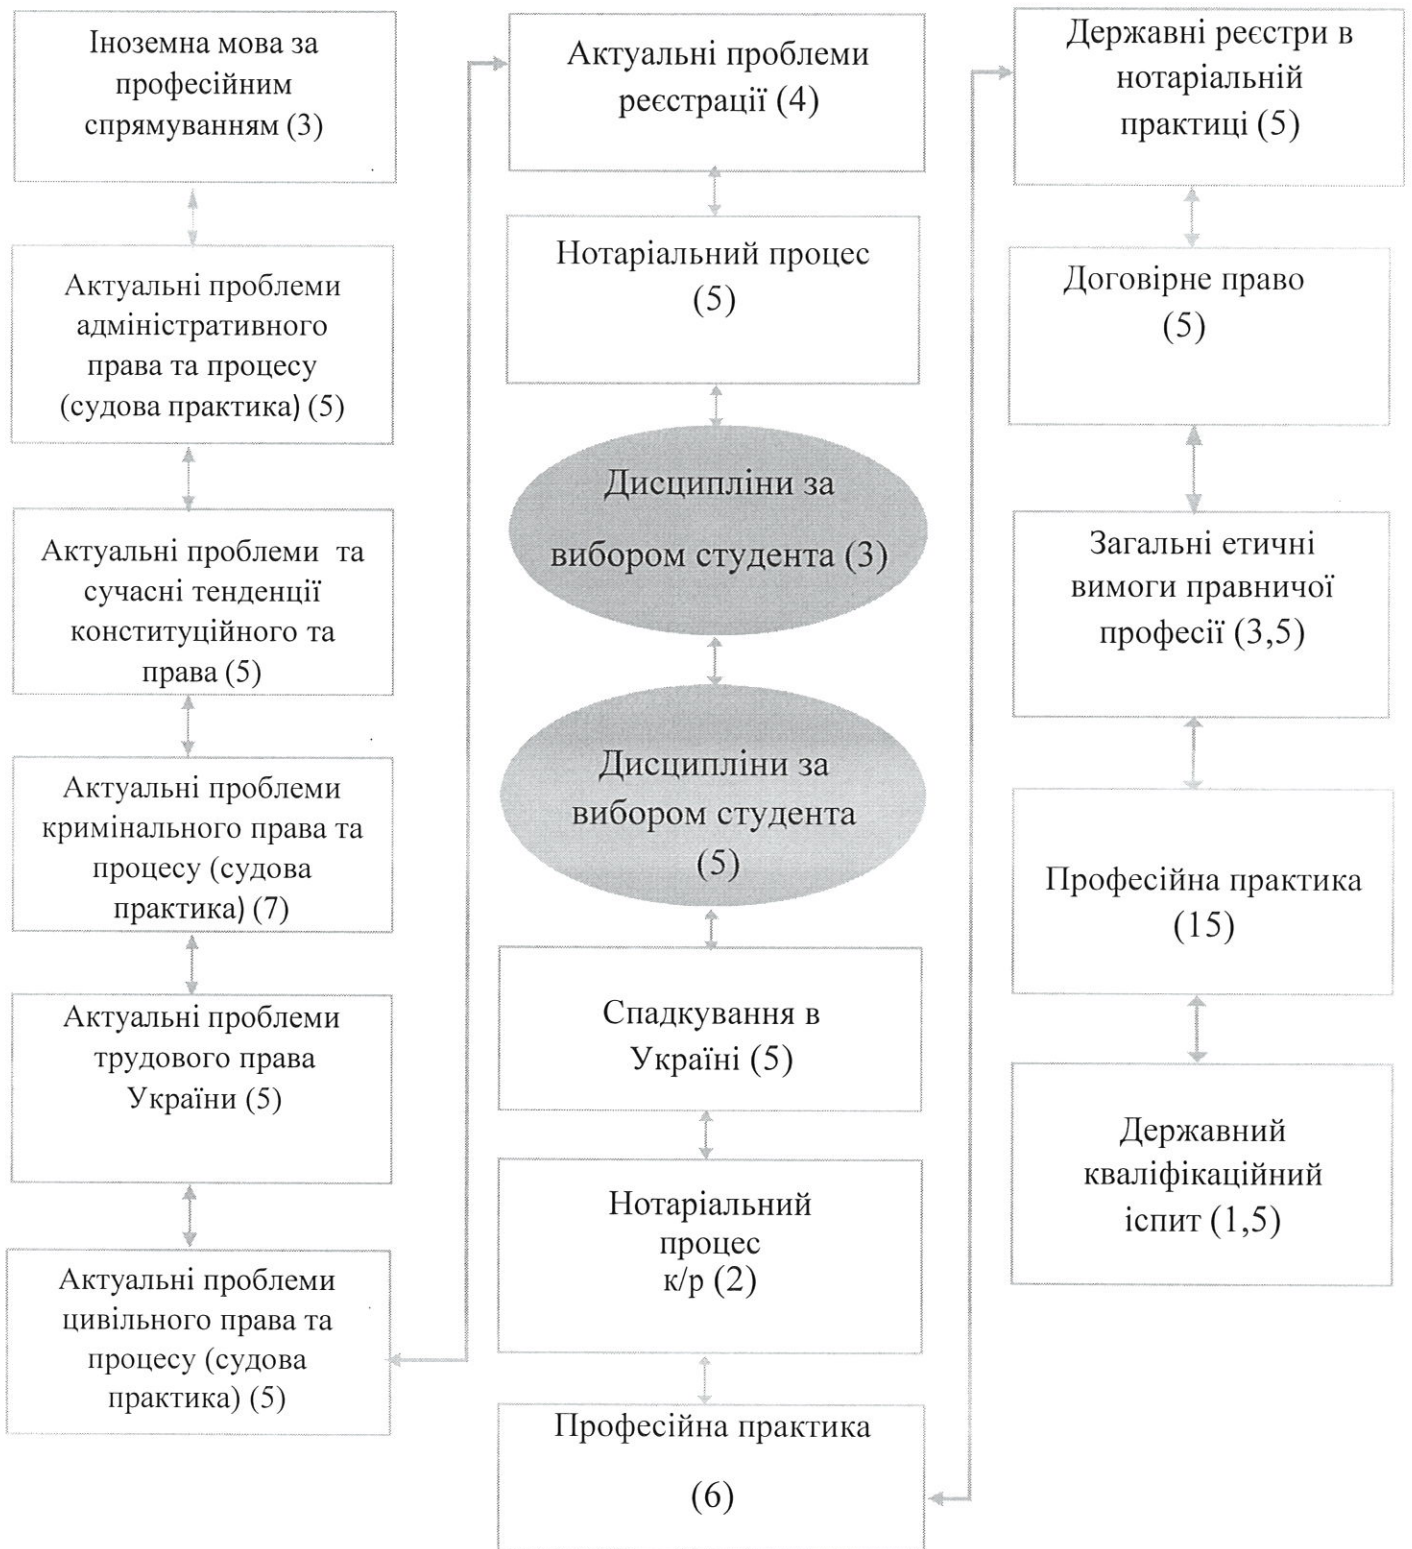 Іноземна мова за
професійним
спрямуванням (3)
Актуальні проблеми
адміністративного
права та процесу
(судова практика) (5)
Актуальні проблеми та
сучасні тенденції
конституційного та
права (5)
Актуальні проблеми
кримінального права та
процесу (судова
практика) (7)
Актуальні проблеми
трудового права
України (5)
Актуальні проблеми
цивільного права та
процесу (судова
практика) (5)
Актуальні проблеми
реєстрації (4)
Нотаріальний процес
(5)
Дисципліни за
вибором студента (3)
Дисципліни за
вибором студента
(5)
Спадкування в
Україні (5)
Нотаріальний
процес
к/р (2)
Професійна практика
(6)
Державні реєстри в
нотаріальній
практиці (5)
Договірне право
(5)
Загальні етичні
вимоги правничої
професії (3,5)
Професійна практика
(15)
Державний
кваліфікаційний
іспит (1,5)